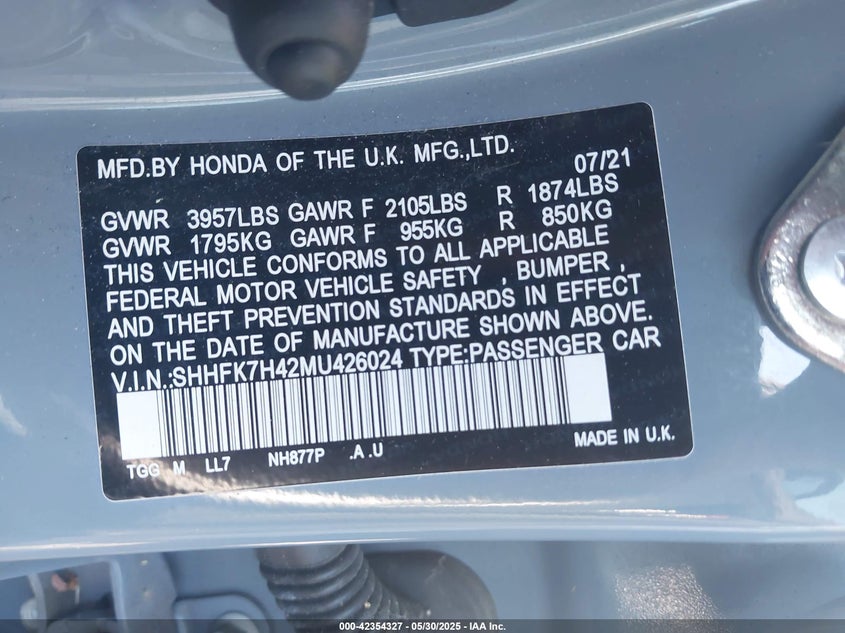 MFD.BY HONDA OF THE U.K. MFG.,LTD. 07/21
GVWR 3957LBS GAWR F 2105LBS R 1874LBS
GVWR 1795KG GAWR F 955KG R 850KG
THIS VEHICLE CONFORMS TO ALL APPLICABLE
FEDERAL MOTOR VEHICLE SAFETY , BUMPER ,
AND THEFT PREVENTION STANDARDS IN EFFECT
ON THE DATE OF MANUFACTURE SHOWN ABOVE.
V.I.N.:SHHFK7H42MU426024 TYPE:PASSENGER CAR
TGG M LL7 NH877P .A .U MADE IN U.K.
000-42354327 - 05/30/2025 - IAA Inc.